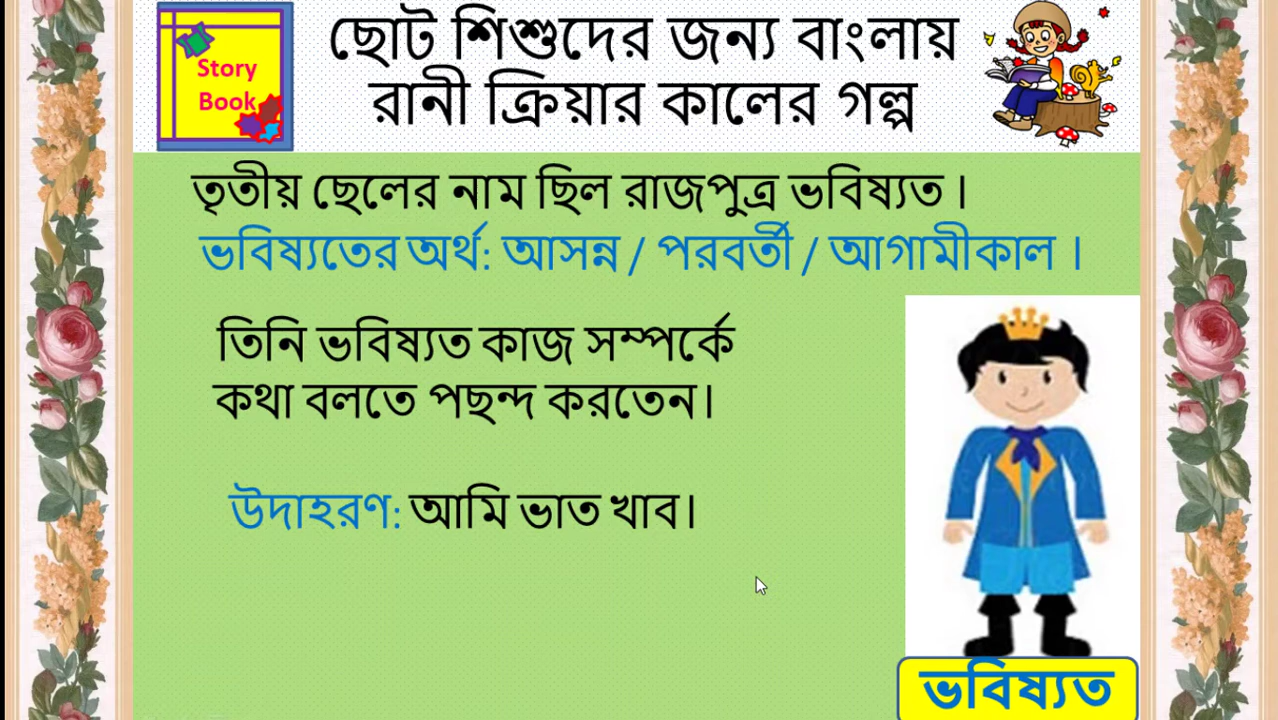 Story
Book
ছোট শিশুদের জন্য বাংলায়
রানী ক্রিয়ার কালের গল্প
তৃতীয় ছেলের নাম ছিল রাজপুত্র ভবিষ্যত ।
ভবিষ্যতের অর্থ: আসন্ন / পরবর্তী / আগামীকাল ।
তিনি ভবিষ্যত কাজ সম্পর্কে
কথা বলতে পছন্দ করতেন।
উদাহরণ: আমি ভাত খাব।
ভবিষ্যত